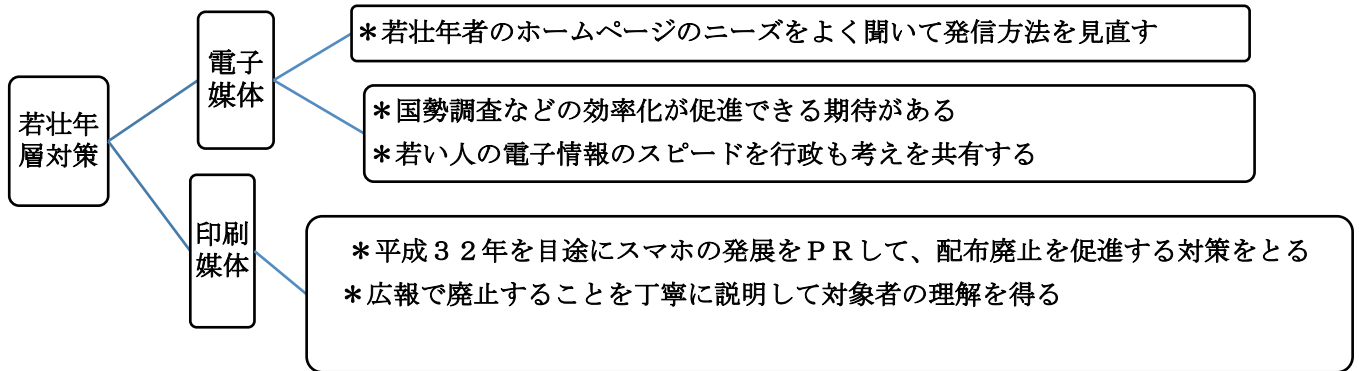 若壮年
層対策
電子
媒体
＊若壮年者のホームページのニーズをよく聞いて発信方法を見直す
＊国勢調査などの効率化が促進できる期待がある
＊若い人の電子情報のスピードを行政も考えを共有する
印刷
媒体
＊平成３２年を目途にスマホの発展をＰＲして、配布廃止を促進する対策をとる
＊広報で廃止することを丁寧に説明して対象者の理解を得る